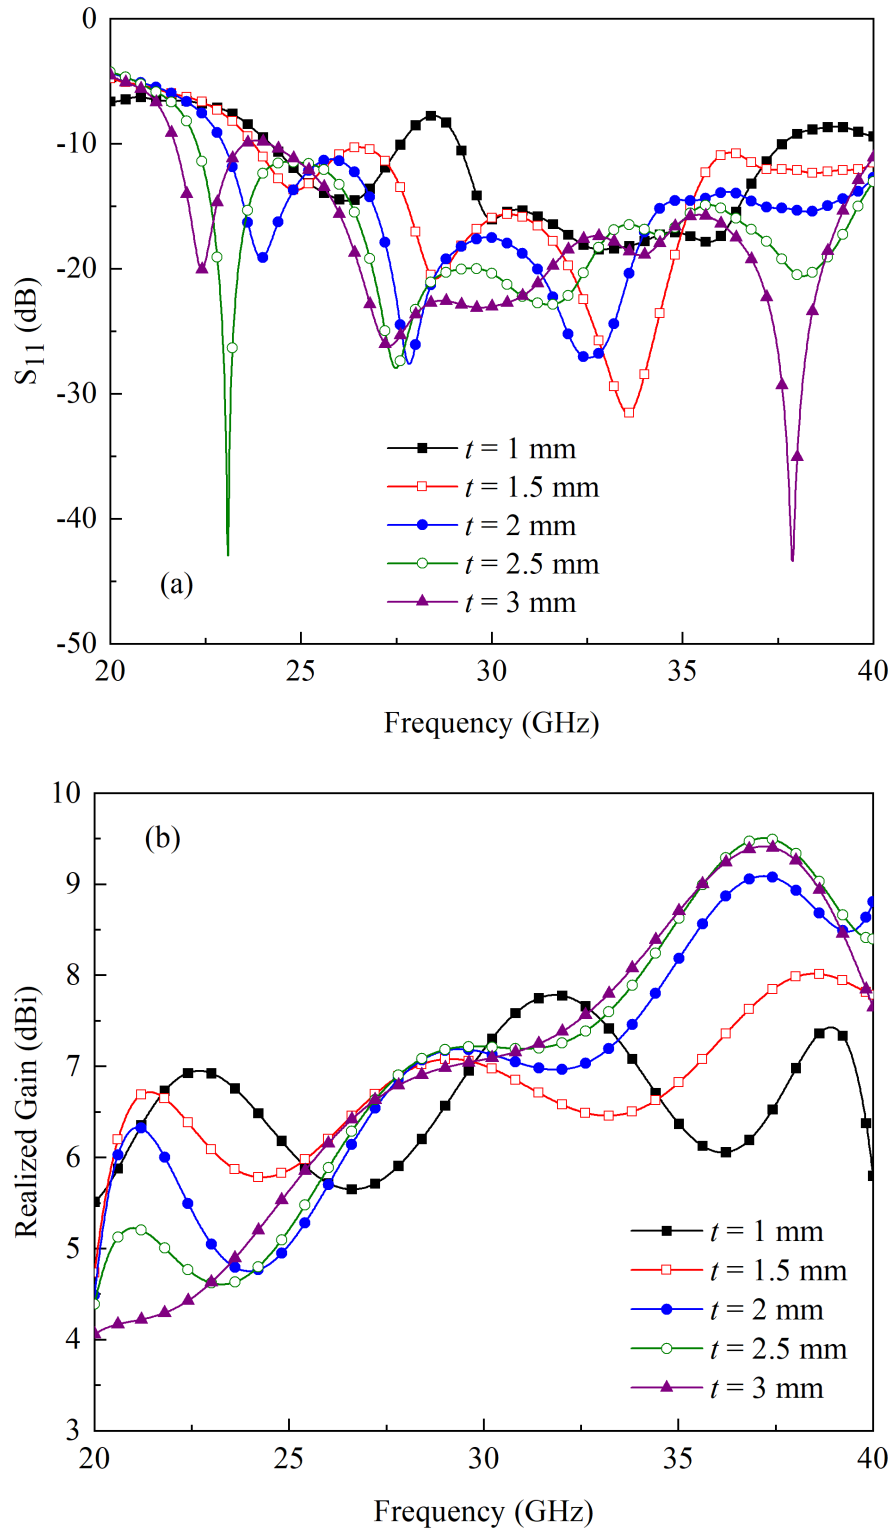 0
-10
-20
-30
-40
-50
S11 (dB)
t = 1 mm
t = 1.5 mm
t = 2 mm
t = 2.5 mm
t = 3 mm
(a)
20 25 30 35 40
Frequency (GHz)
10
9
8
7
6
5
4
3
Realized Gain (dBi)
(b)
t = 1 mm
t = 1.5 mm
t = 2 mm
t = 2.5 mm
t = 3 mm
20 25 30 35 40
Frequency (GHz)